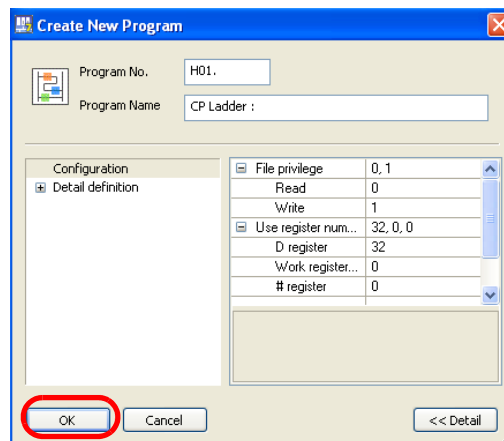 Create New Program
Program No. H01.
Program Name CP Ladder :
Configuration
Detail definition
File privilege 0, 1
Read 0
Write 1
Use register num... 32, 0, 0
D register 32
Work register... 0
# register 0
OK Cancel << Detail